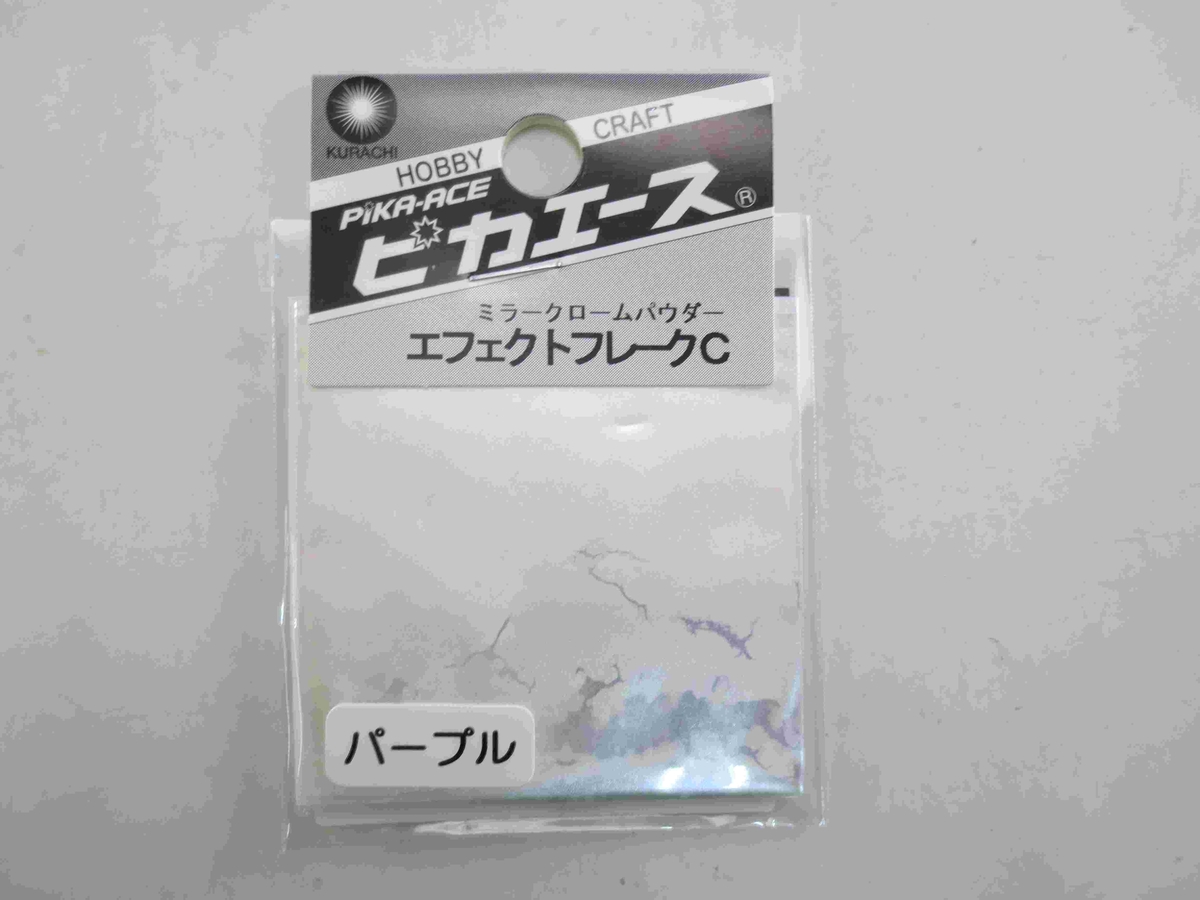 KURACHI
HOBBY CRAFT
PiKA-ACE
ピカエース®
ミラークロームパウダー
エフェクトフレークC
パープル